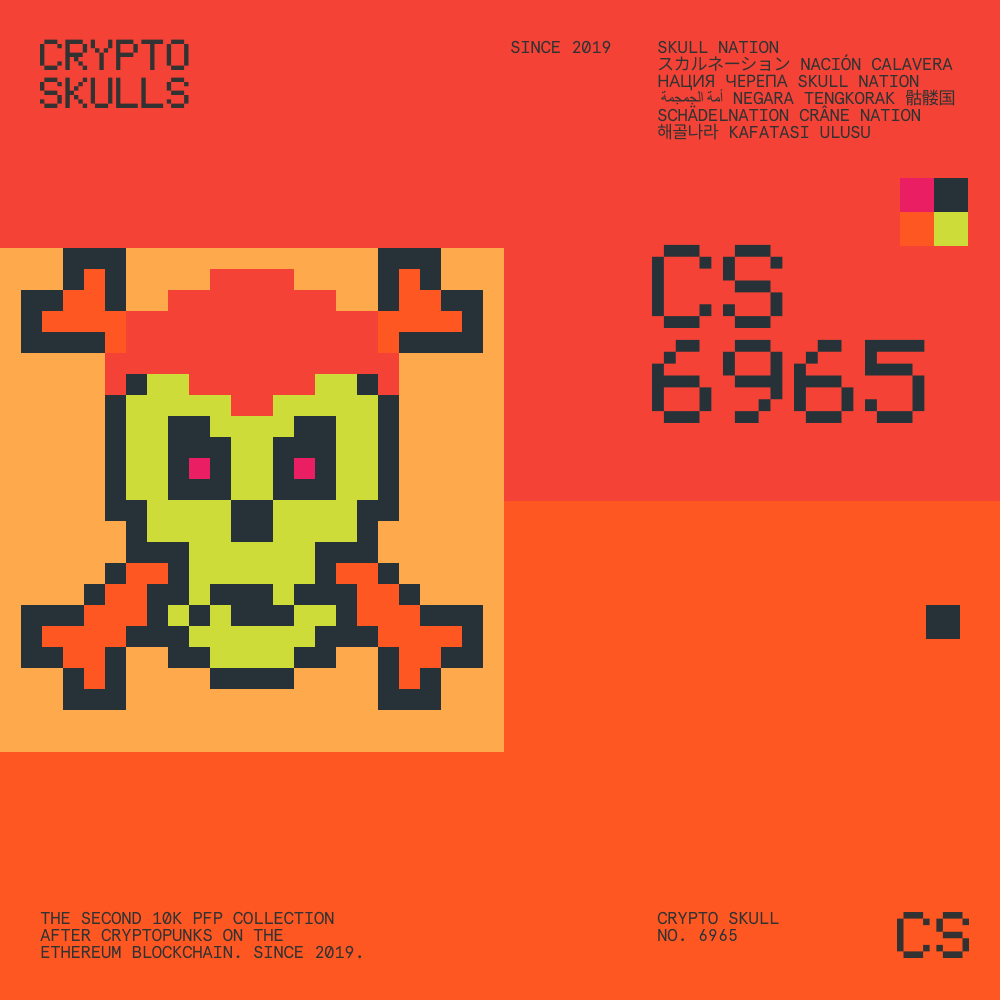 CRYPTO
SKULLS
SINCE 2019
SKULL NATION
スカルネーション NACIÓN CALAVERA
НАЦИЯ ЧЕРЕПА SKULL NATION
أمة الجمجمة NEGARA TENGKORAK 骷髅国
SCHÄDELNATION CRÂNE NATION
해골나라 KAFATASI ULUSU
CS
6965
THE SECOND 10K PFP COLLECTION
AFTER CRYPTOPUNKS ON THE
ETHEREUM BLOCKCHAIN. SINCE 2019.
CRYPTO SKULL
NO. 6965
CS